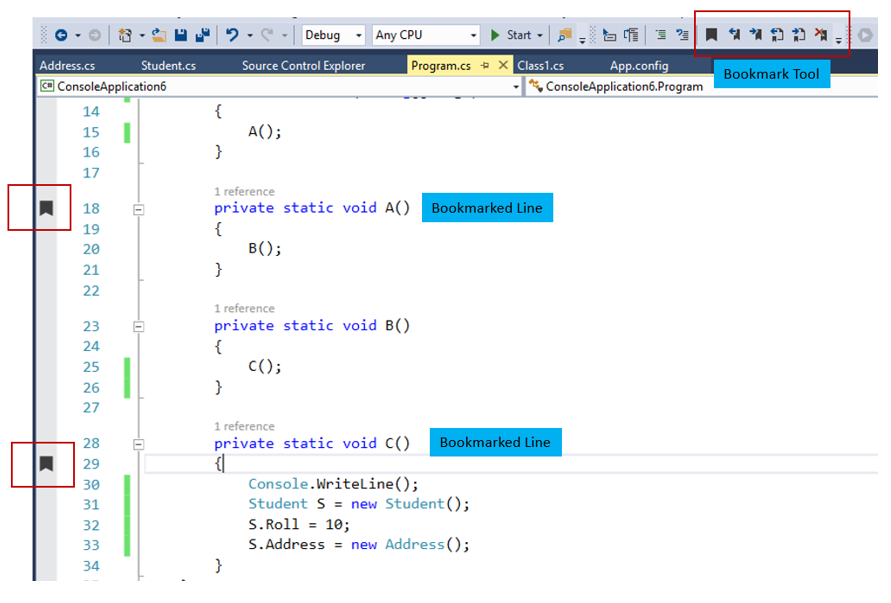 Debug Any CPU Start
Address.cs Student.cs Source Control Explorer Program.cs Class1.cs App.config
Bookmark Tool
C# ConsoleApplication6 ConsoleApplication6.Program
14 {
15 A();
16 }
17
1 reference
18 private static void A() Bookmarked Line
19 {
20 B();
21 }
22
1 reference
23 private static void B()
24 {
25 C();
26 }
27
1 reference
28 private static void C() Bookmarked Line
29 {
30 Console.WriteLine();
31 Student S = new Student();
32 S.Roll = 10;
33 S.Address = new Address();
34 }